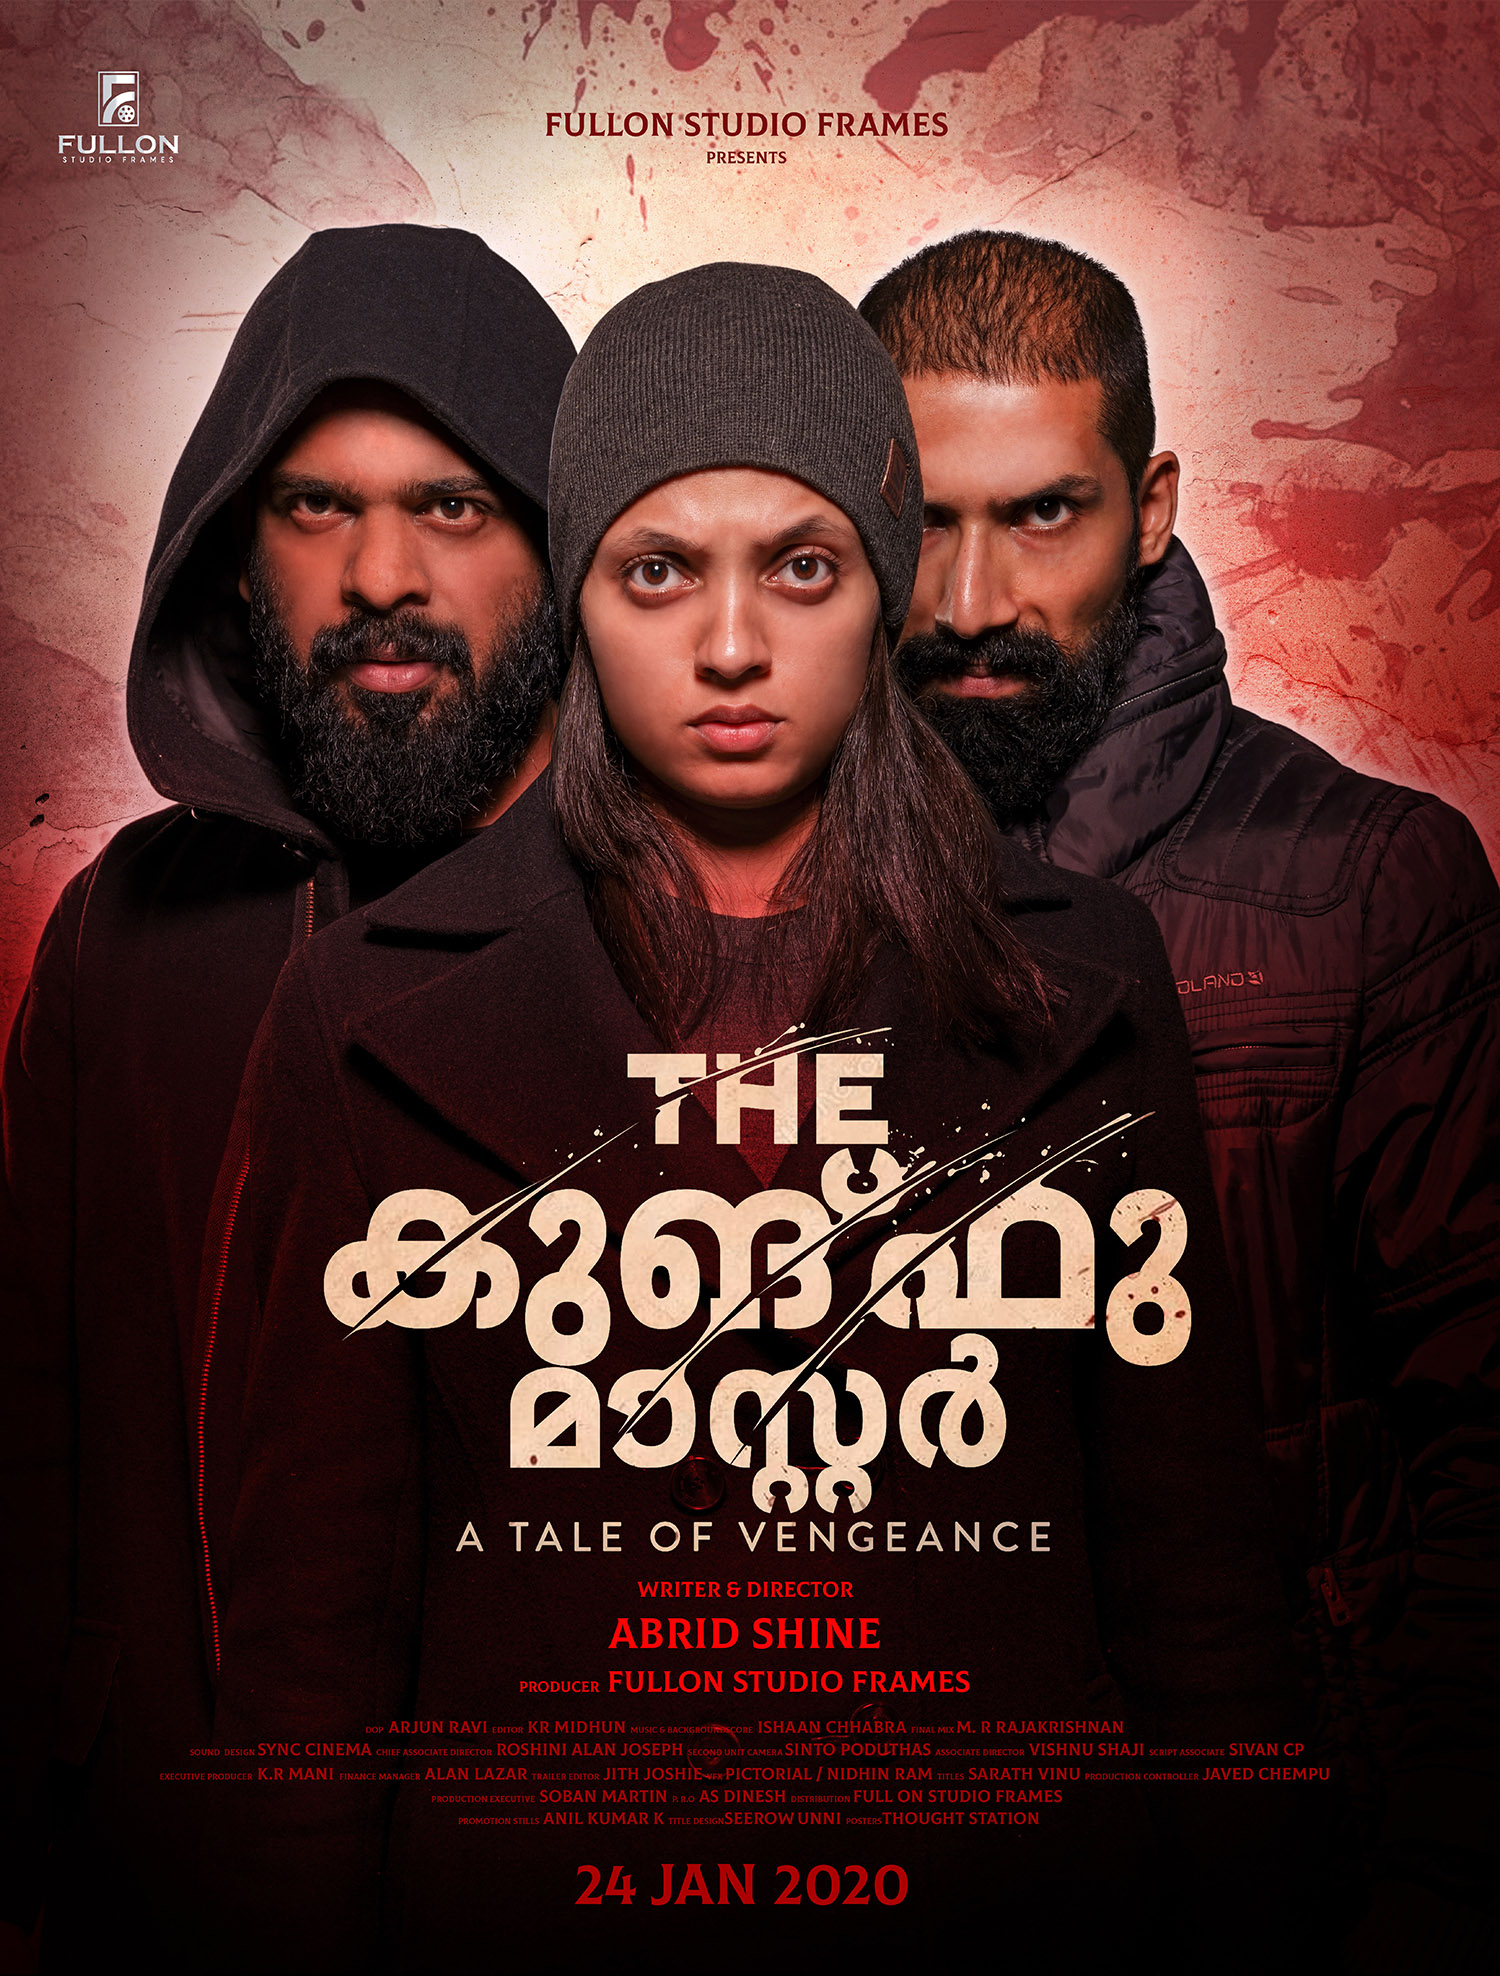 FULLON
STUDIO FRAMES
FULLON STUDIO FRAMES
PRESENTS
DLAND
THE
കുങ്ഫു
മാസ്റ്റർ
A TALE OF VENGEANCE
WRITER & DIRECTOR
ABRID SHINE
PRODUCER FULLON STUDIO FRAMES
DOP ARJUN RAVI EDITOR KR MIDHUN MUSIC & BACKGROUNDSCORE ISHAAN CHHABRA FINAL MIX M. R RAJAKRISHNAN
SOUND DESIGN SYNC CINEMA CHIEF ASSOCIATE DIRECTOR ROSHINI ALAN JOSEPH SECOND UNIT CAMERA SINTO PODUTHAS ASSOCIATE DIRECTOR VISHNU SHAJI SCRIPT ASSOCIATE SIVAN CP
EXECUTIVE PRODUCER K.R MANI FINANCE MANAGER ALAN LAZAR TRAILER EDITOR JITH JOSHIE VFX PICTORIAL / NIDHIN RAM TITLES SARATH VINU PRODUCTION CONTROLLER JAVED CHEMPU
PRODUCTION EXECUTIVE SOBAN MARTIN P. R.O AS DINESH DISTRIBUTION FULL ON STUDIO FRAMES
PROMOTION STILLS ANIL KUMAR K TITLE DESIGN SEEROW UNNI POSTERS THOUGHT STATION
24 JAN 2020